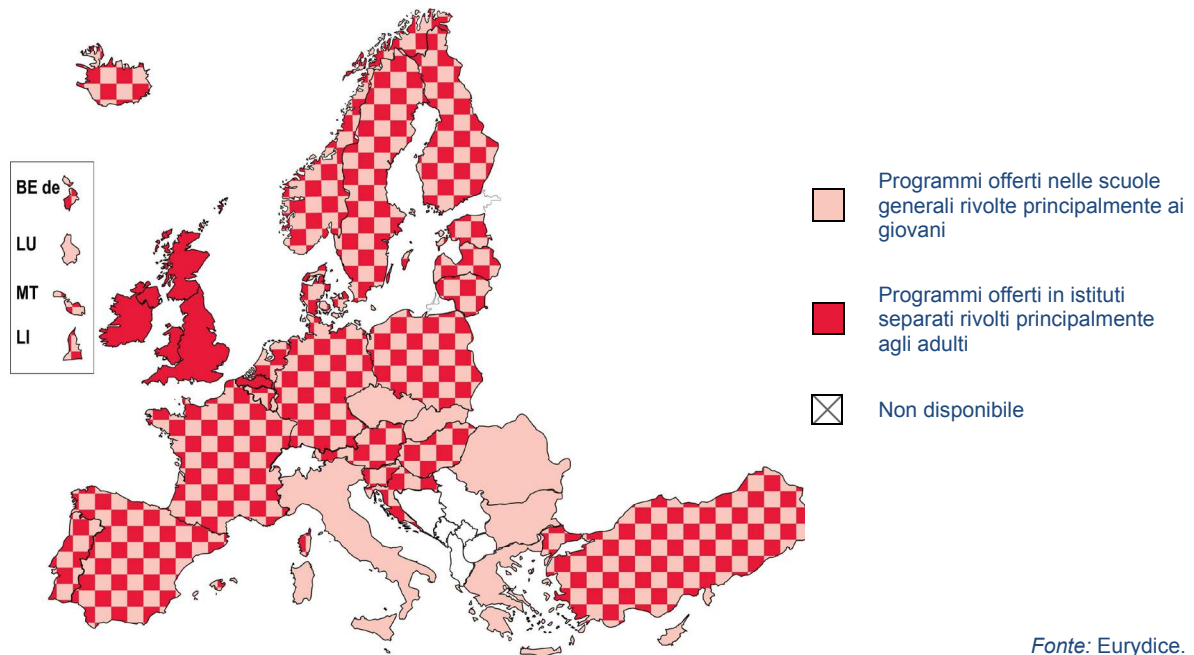 BE de
LU
MT
LI
Programmi offerti nelle scuole
generali rivolte principalmente ai
giovani
Programmi offerti in istituti
separati rivolti principalmente
agli adulti
Non disponibile
Fonte: Eurydice.